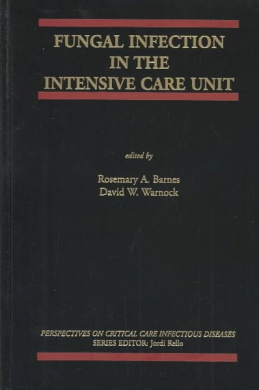 FUNGAL INFECTION
IN THE
INTENSIVE CARE UNIT
edited by
Rosemary A. Barnes
David W. Warnock
PERSPECTIVES ON CRITICAL CARE INFECTIOUS DISEASES
SERIES EDITOR: Jordi Rello